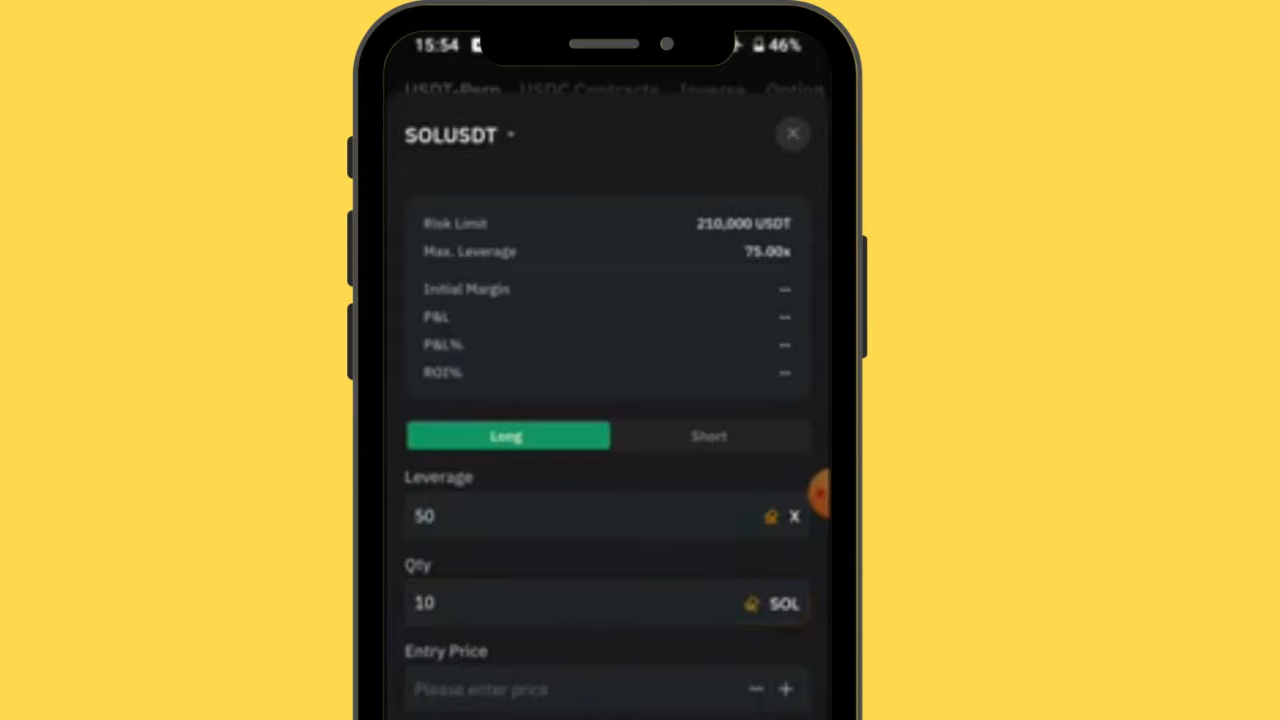 15:54 46%
USDT-Perp USDC Contracts Inverse Option
SOLUSDT
Risk Limit 210,000 USDT
Max. Leverage 75.00x
Initial Margin --
P&L --
P&L% --
ROI% --
Long Short
Leverage
50 X
Qty
10 SOL
Entry Price
Please enter price